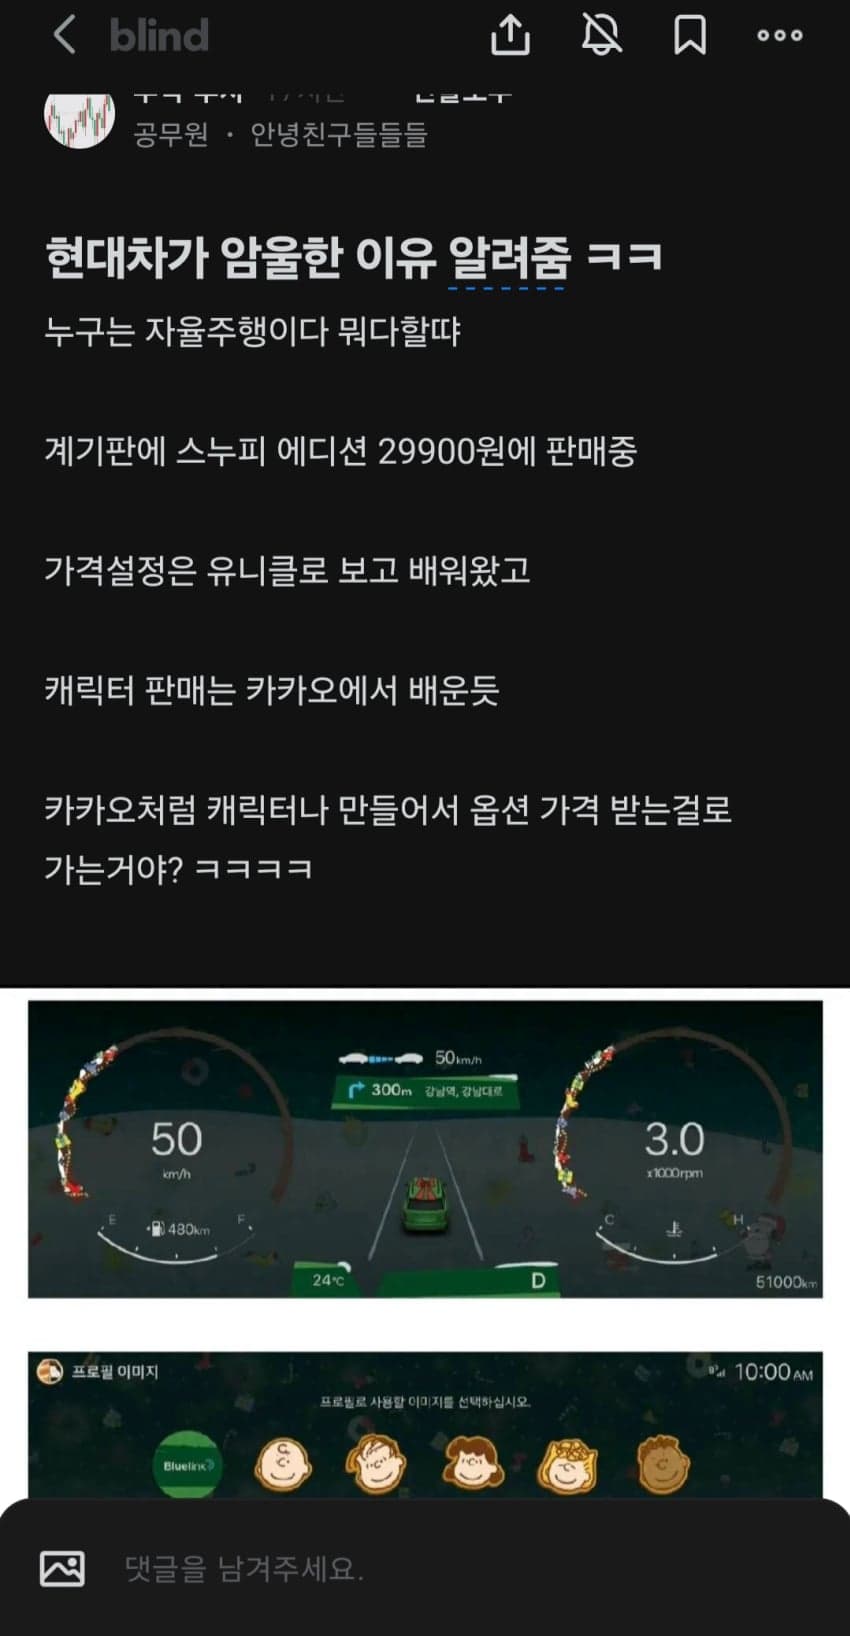 blind
공무원 · 안녕친구들들들
현대차가 암울한 이유 알려줌 ㅋㅋ
누구는 자율주행이다 뭐다할땨
계기판에 스누피 에디션 29900원에 판매중
가격설정은 유니클로 보고 배워왔고
캐릭터 판매는 카카오에서 배운듯
카카오처럼 캐릭터나 만들어서 옵션 가격 받는걸로
가는거야? ㅋㅋㅋㅋ
50km/h
300m 강남역, 강남대로
50
km/h
3.0
x1000rpm
E
480km
F
C
H
24°C
D
51000km
프로필 이미지
10:00 AM
프로필로 사용할 이미지를 선택하십시오.
Bluelink
댓글을 남겨주세요.